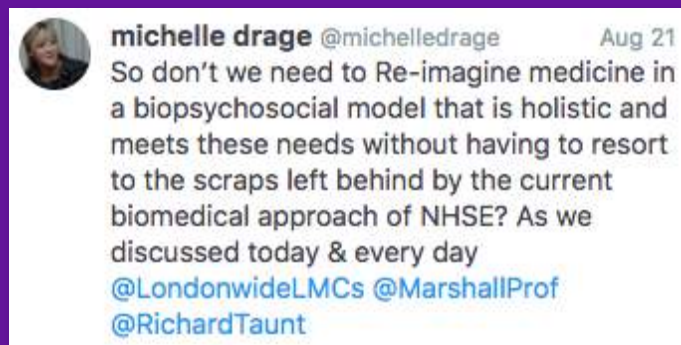 michelle drage @michelledrage Aug 21
So don't we need to Re-imagine medicine in
a biopsychosocial model that is holistic and
meets these needs without having to resort
to the scraps left behind by the current
biomedical approach of NHSE? As we
discussed today & every day
@LondonwideLMCs @MarshallProf
@RichardTaunt